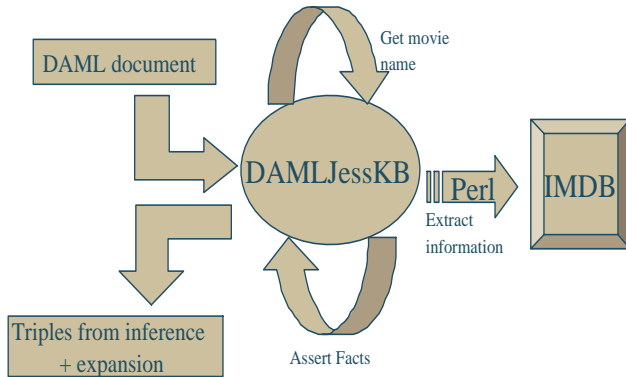 Get movie
name
DAML document
DAMLJessKB
Perl
IMDB
Extract
information
Triples from inference
+ expansion
Assert Facts